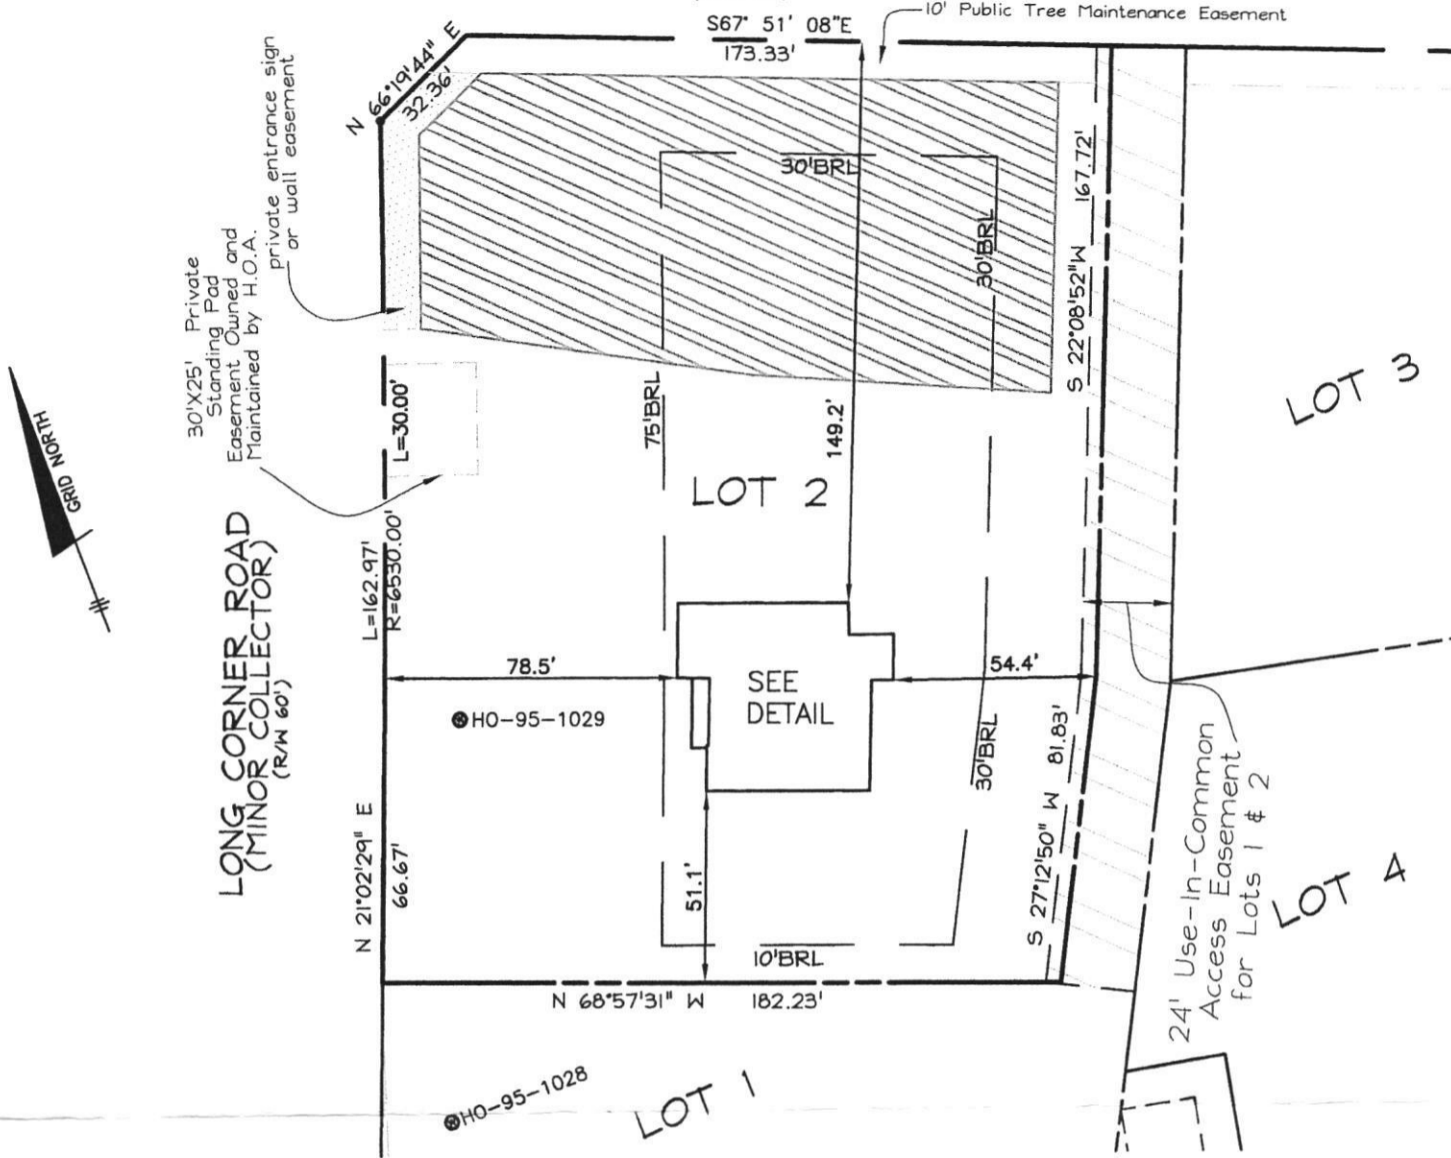 10' Public Tree Maintenance Easement
S67° 51' 08"E
173.33'
N 66°19'44" E
32.36'
private entrance sign
or wall easement
30'X25' Private
Standing Pad
Easement Owned and
Maintained by H.O.A.
30'BRL
30'BRL
S 22°08'52"W 167.72'
LOT 3
GRID NORTH
L=30.00'
75'BRL
149.2'
LOT 2
LONG CORNER ROAD
(MINOR COLLECTOR)
(R/W 60')
L=162.97'
R=6530.00'
78.5'
SEE
DETAIL
54.4'
HO-95-1029
30'BRL
S 27°12'50" W 81.83'
24' Use-In-Common
Access Easement
for Lots 1 & 2
LOT 4
N 21°02'29" E
66.67'
51.1'
10'BRL
N 68°57'31" W 182.23'
HO-95-1028
LOT 1